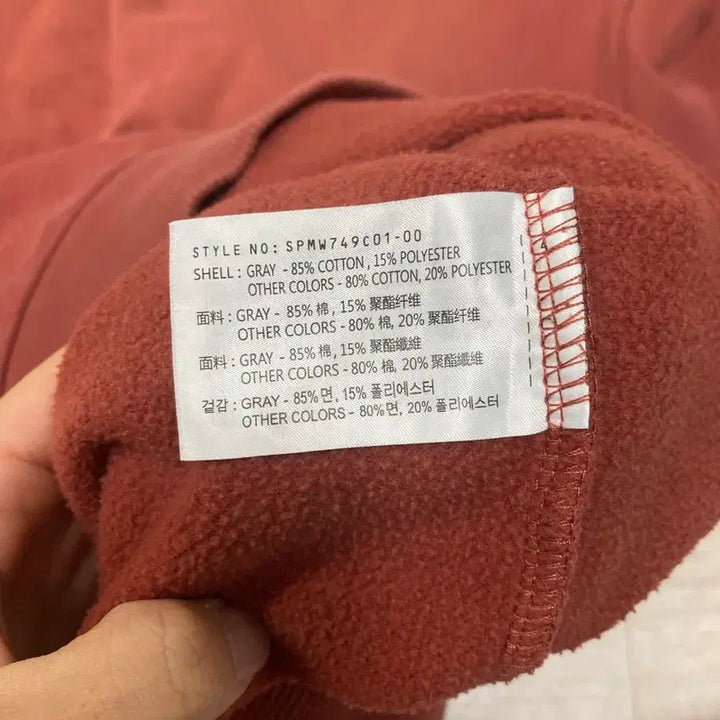 STYLE NO: SPMW749C01-00
SHELL : GRAY - 85% COTTON , 15% POLYESTER
OTHER COLORS - 80% COTTON, 20% POLYESTER
面料 : GRAY - 85% 棉 , 15% 聚酯纤维
OTHER COLORS - 80% 棉, 20% 聚酯纤维
面料 : GRAY - 85% 棉 , 15% 聚酯纖維
OTHER COLORS - 80% 棉, 20% 聚酯纖維
겉감 : GRAY - 85% 면, 15% 폴리에스터
OTHER COLORS - 80% 면, 20% 폴리에스터